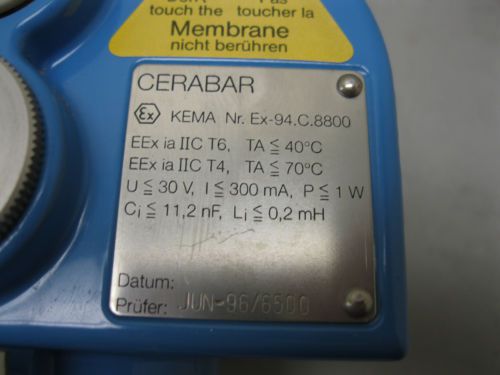 touch the toucher la
Membrane
nicht berühren
CERABAR
Ex KEMA Nr. Ex-94.C.8800
EEx ia IIC T6, TA ≦ 40°C
EEx ia IIC T4, TA ≦ 70°C
U ≦ 30 V, I ≦ 300 mA, P ≦ 1 W
Ci ≦ 11,2 nF, Li ≦ 0,2 mH
Datum:
Prüfer: JUN-96/6500